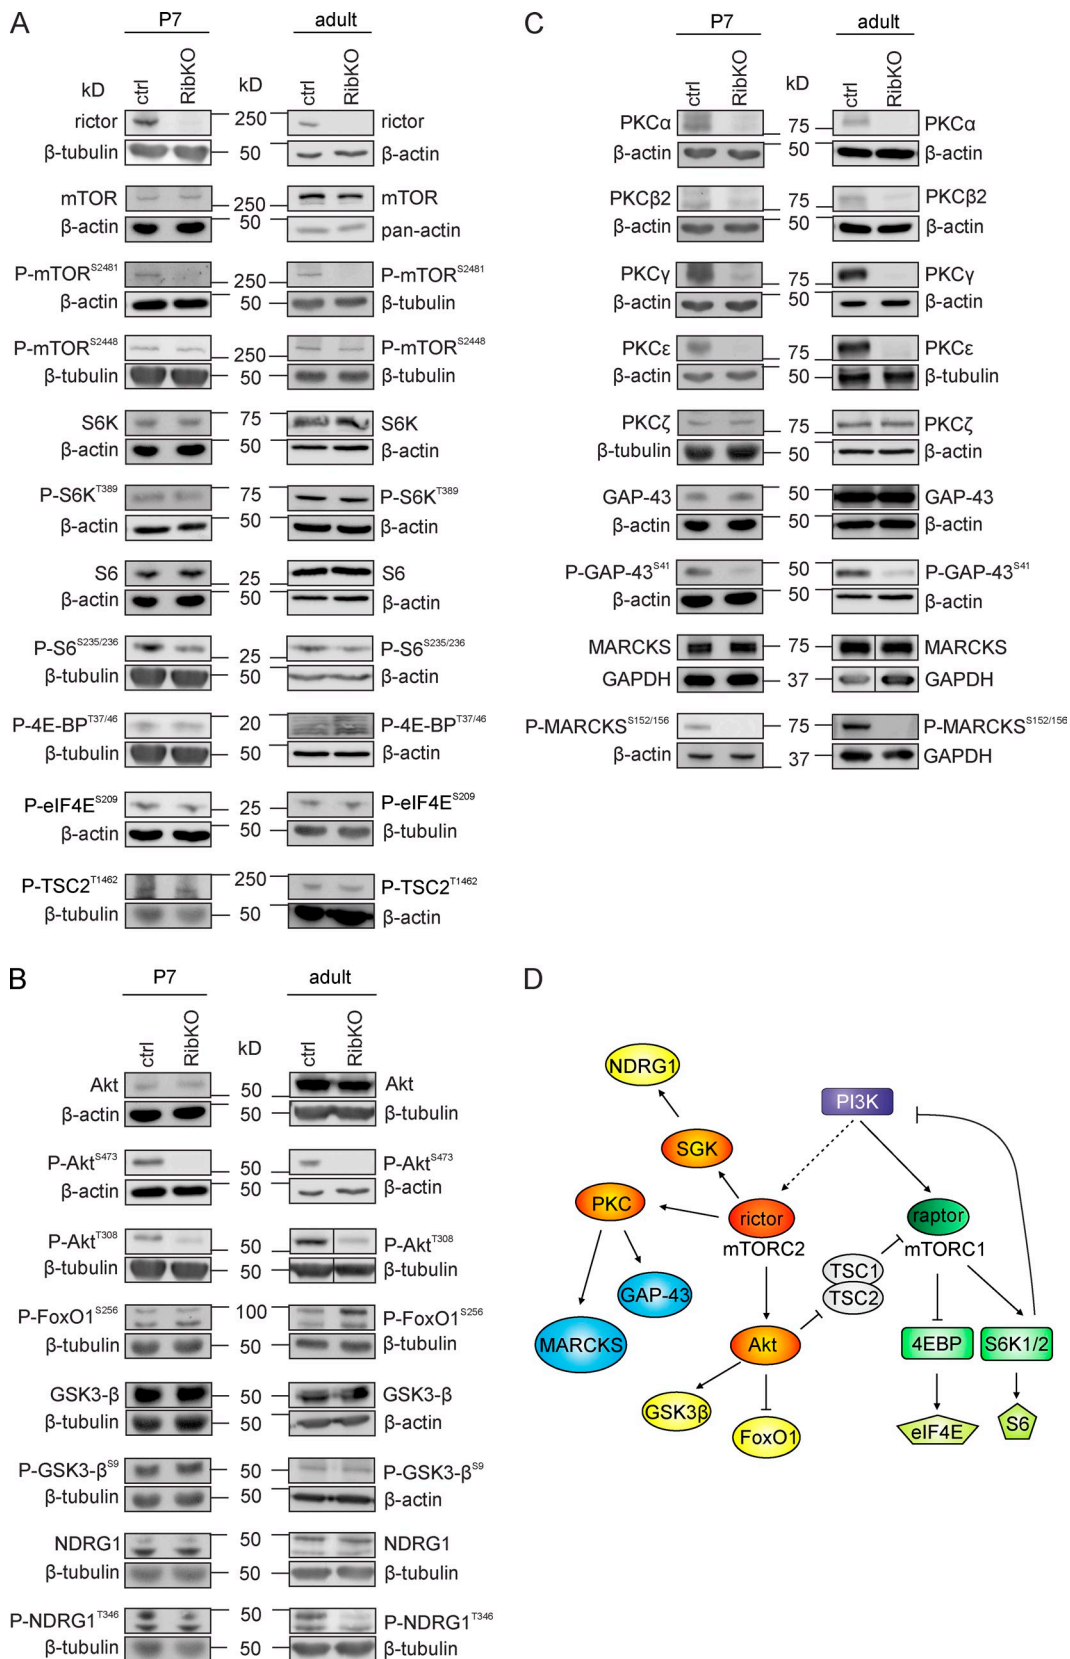 A
P7
adult
ctrl
RibKO
kD
kD
ctrl
RibKO
rictor 250 rictor
β-tubulin 50 β-actin
mTOR 250 mTOR
β-actin 50 pan-actin
P-mTOR^S2481 250 P-mTOR^S2481
β-actin 50 β-tubulin
P-mTOR^S2448 250 P-mTOR^S2448
β-tubulin 50 β-tubulin
S6K 75 S6K
β-actin 50 β-actin
P-S6K^T389 75 P-S6K^T389
β-actin 50 β-actin
S6 25 S6
β-actin 50 β-actin
P-S6^S235/236 25 P-S6^S235/236
β-tubulin 50 β-actin
P-4E-BP^T37/46 20 P-4E-BP^T37/46
β-tubulin 50 β-actin
P-eIF4E^S209 25 P-eIF4E^S209
β-actin 50 β-tubulin
P-TSC2^T1462 250 P-TSC2^T1462
β-tubulin 50 β-actin
B
P7
adult
ctrl
RibKO
kD
ctrl
RibKO
Akt 50 Akt
β-actin 50 β-tubulin
P-Akt^S473 50 P-Akt^S473
β-actin 50 β-actin
P-Akt^T308 50 P-Akt^T308
β-tubulin 50 β-tubulin
P-FoxO1^S256 100 P-FoxO1^S256
β-tubulin 50 β-tubulin
GSK3-β 50 GSK3-β
β-tubulin 50 β-actin
P-GSK3-β^S9 50 P-GSK3-β^S9
β-tubulin 50 β-actin
NDRG1 50 NDRG1
β-tubulin 50 β-tubulin
P-NDRG1^T346 50 P-NDRG1^T346
β-tubulin 50 β-tubulin
C
P7
adult
ctrl
RibKO
kD
ctrl
RibKO
PKCα 75 PKCα
β-actin 50 β-actin
PKCβ2 75 PKCβ2
β-actin 50 β-actin
PKCγ 75 PKCγ
β-actin 50 β-actin
PKCε 75 PKCε
β-actin 50 β-tubulin
PKCζ PKCζ
β-tubulin 50 β-actin
GAP-43 50 GAP-43
β-actin 50 β-actin
P-GAP-43^S41 50 P-GAP-43^S41
β-actin 50 β-actin
MARCKS 75 MARCKS
GAPDH 37 GAPDH
P-MARCKS^S152/156 75 P-MARCKS^S152/156
β-actin 37 GAPDH
D
NDRG1
PI3K
SGK
PKC
rictor
mTORC2
raptor
mTORC1
TSC1
TSC2
GAP-43
MARCKS
Akt
4EBP
S6K1/2
GSK3β
FoxO1
eIF4E
S6